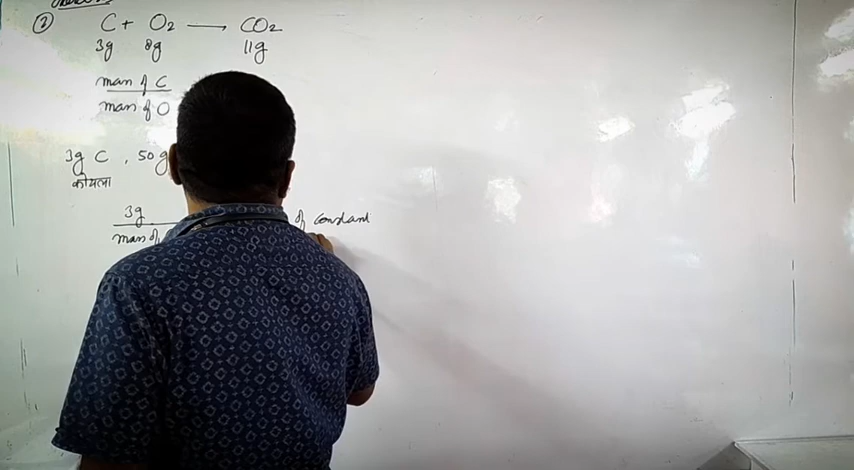 ② C + O₂ → CO₂
3g 8g 11g
mass of C
mass of O
3g C , 50g
कोयला
3g
of constant
mass of